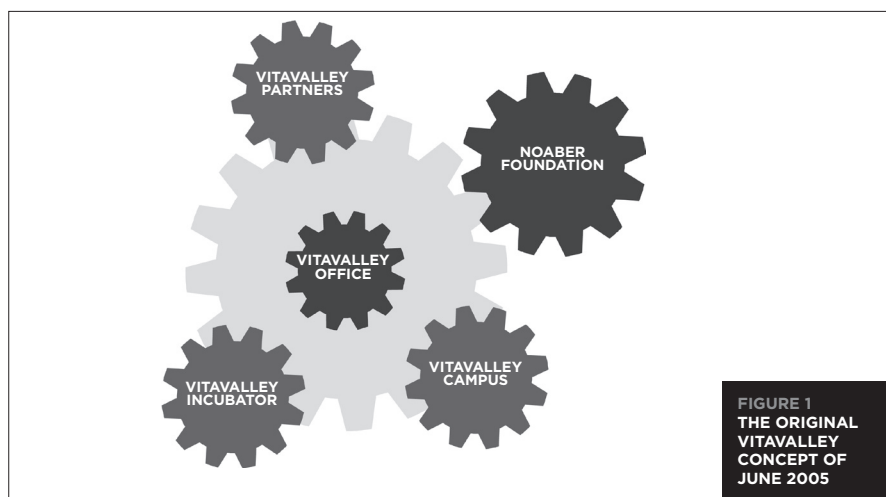 VITAVALLEY
PARTNERS
NOABER
FOUNDATION
VITAVALLEY
OFFICE
VITAVALLEY
CAMPUS
VITAVALLEY
INCUBATOR
FIGURE 1
THE ORIGINAL
VITAVALLEY
CONCEPT OF
JUNE 2005